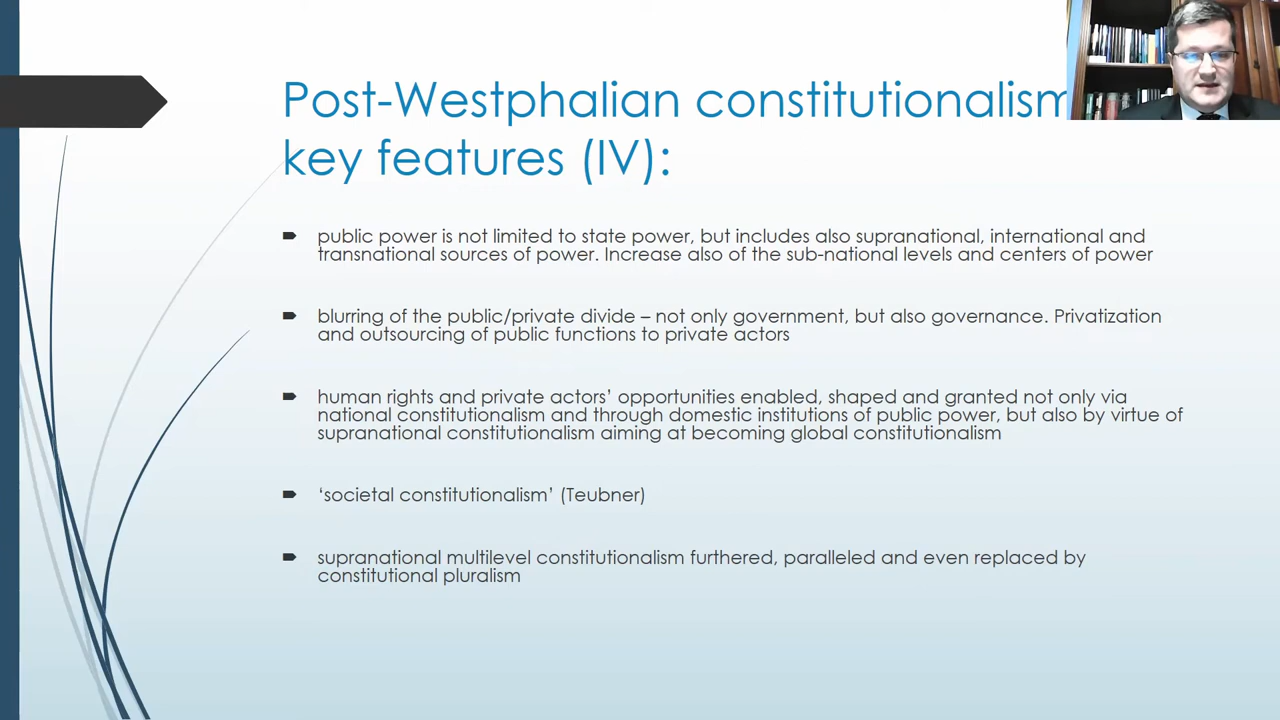 Post-Westphalian constitutionalism
key features (IV):
public power is not limited to state power, but includes also supranational, international and
transnational sources of power. Increase also of the sub-national levels and centers of power
blurring of the public/private divide – not only government, but also governance. Privatization
and outsourcing of public functions to private actors
human rights and private actors’ opportunities enabled, shaped and granted not only via
national constitutionalism and through domestic institutions of public power, but also by virtue of
supranational constitutionalism aiming at becoming global constitutionalism
‘societal constitutionalism’ (Teubner)
supranational multilevel constitutionalism furthered, paralleled and even replaced by
constitutional pluralism